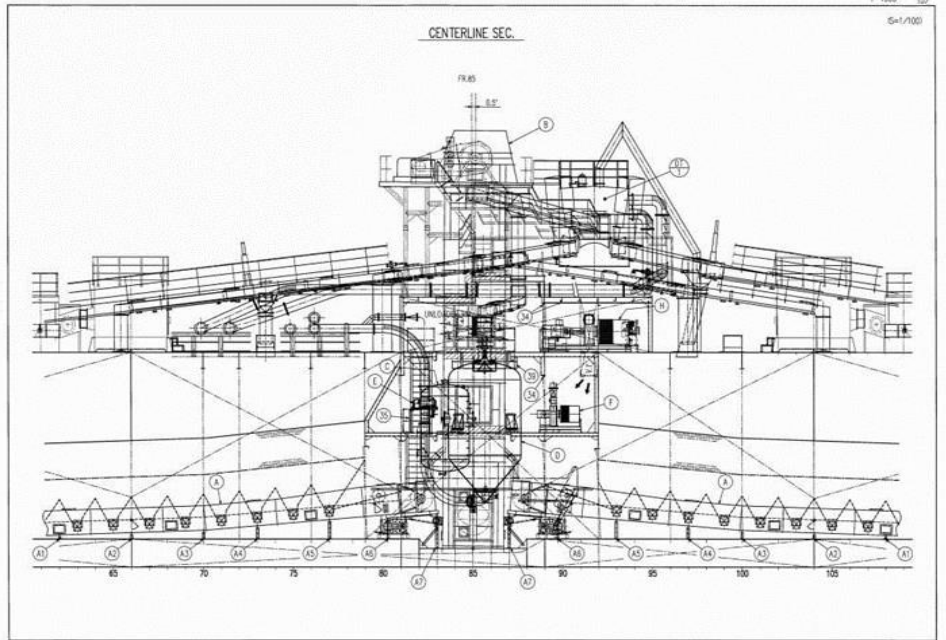 (S=1/100)
CENTERLINE SEC.
FR.85
0.5°
B
34
H
C
E
35
39
34
F
D
A
A
A1 A2 A3 A4 A5 A6 A6 A5 A4 A3 A2 A1
65 70 75 80 85 90 95 100 105
A7 A7